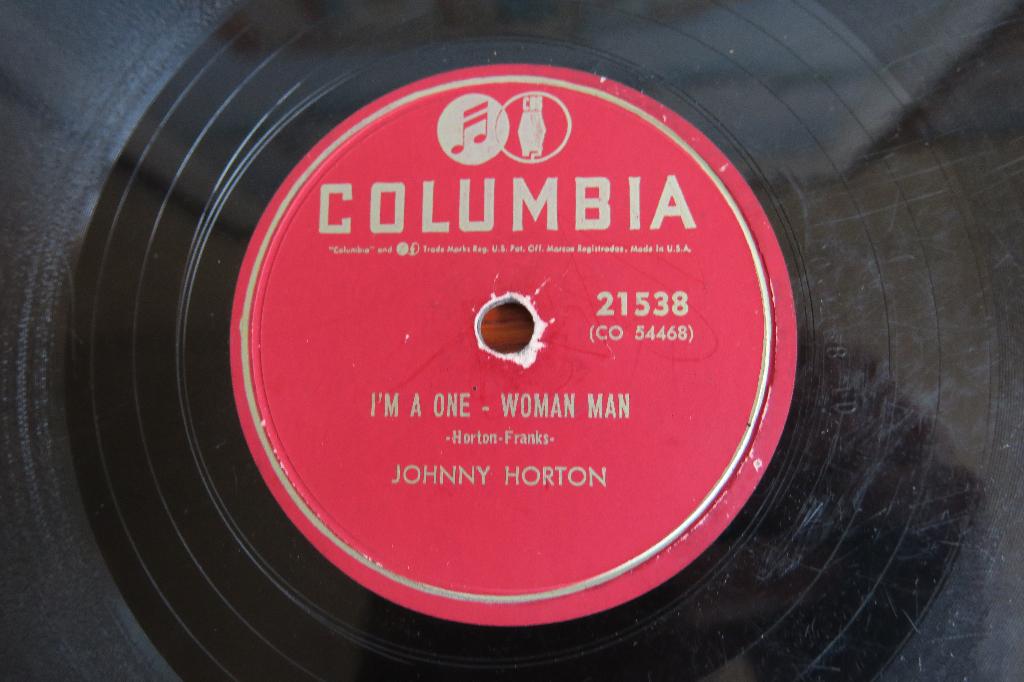 CBS
COLUMBIA
"Columbia" and Trade Marks Reg. U.S. Pat. Off. Marcas Registradas. Made in U.S.A.
21538
(CO 54468)
I'M A ONE - WOMAN MAN
-Horton-Franks-
JOHNNY HORTON
P